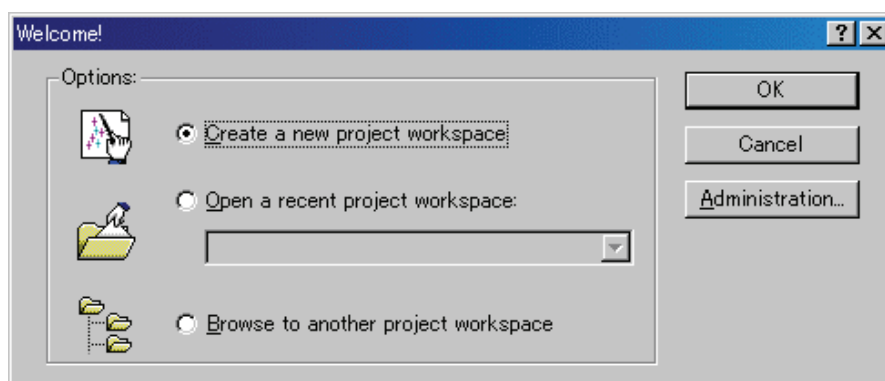 Welcome!
Options:
Create a new project workspace
Open a recent project workspace:
Browse to another project workspace
OK
Cancel
Administration...